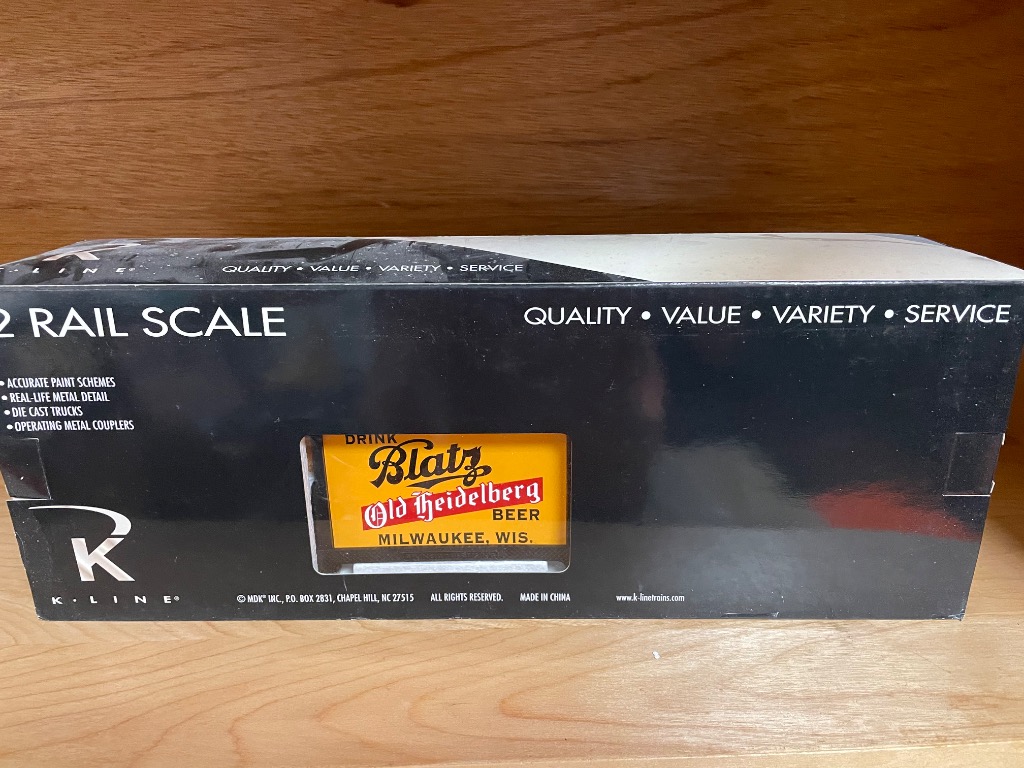 K-LINE®
QUALITY • VALUE • VARIETY • SERVICE
2 RAIL SCALE
QUALITY • VALUE • VARIETY • SERVICE
• ACCURATE PAINT SCHEMES
• REAL-LIFE METAL DETAIL
• DIE CAST TRUCKS
• OPERATING METAL COUPLERS
DRINK
Blatz
Old Heidelberg
BEER
MILWAUKEE, WIS.
K
K·LINE®
© MDK® INC., P.O. BOX 2831, CHAPEL HILL, NC 27515 ALL RIGHTS RESERVED. MADE IN CHINA www.k-linetrains.com